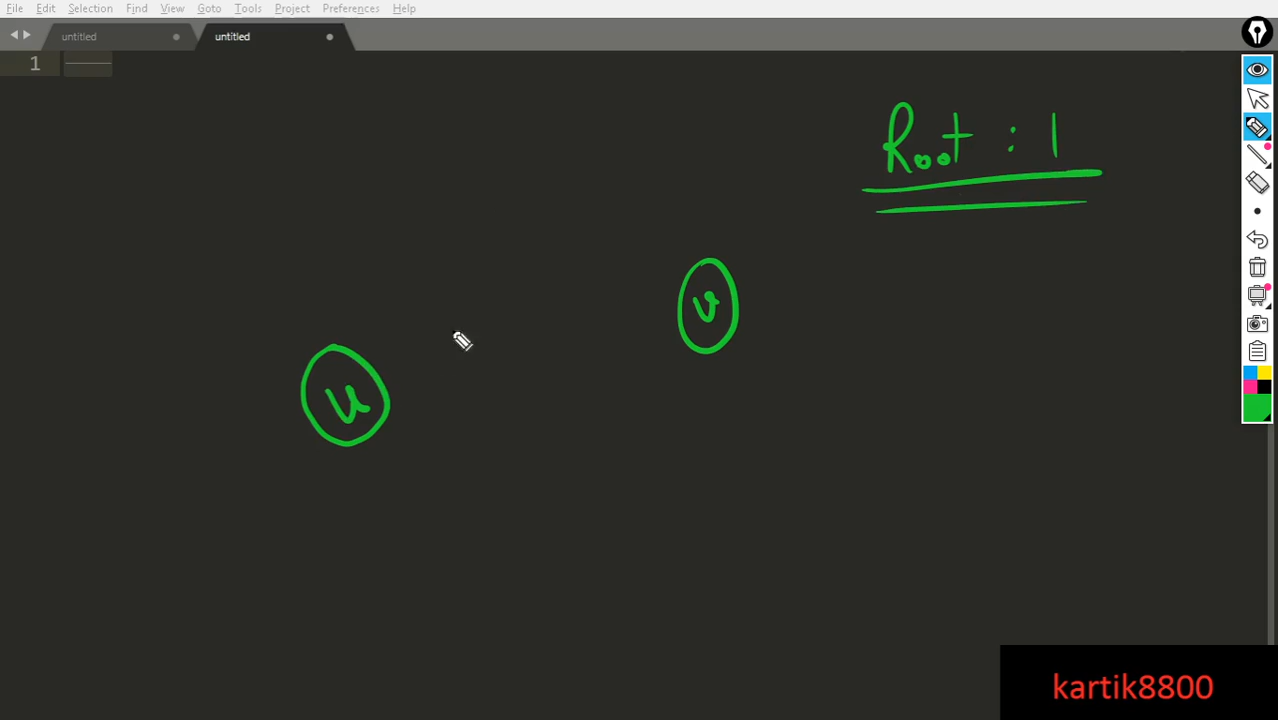 File Edit Selection Find View Goto Tools Project Preferences Help
untitled untitled
1
Root : 1
v
u
kartik8800